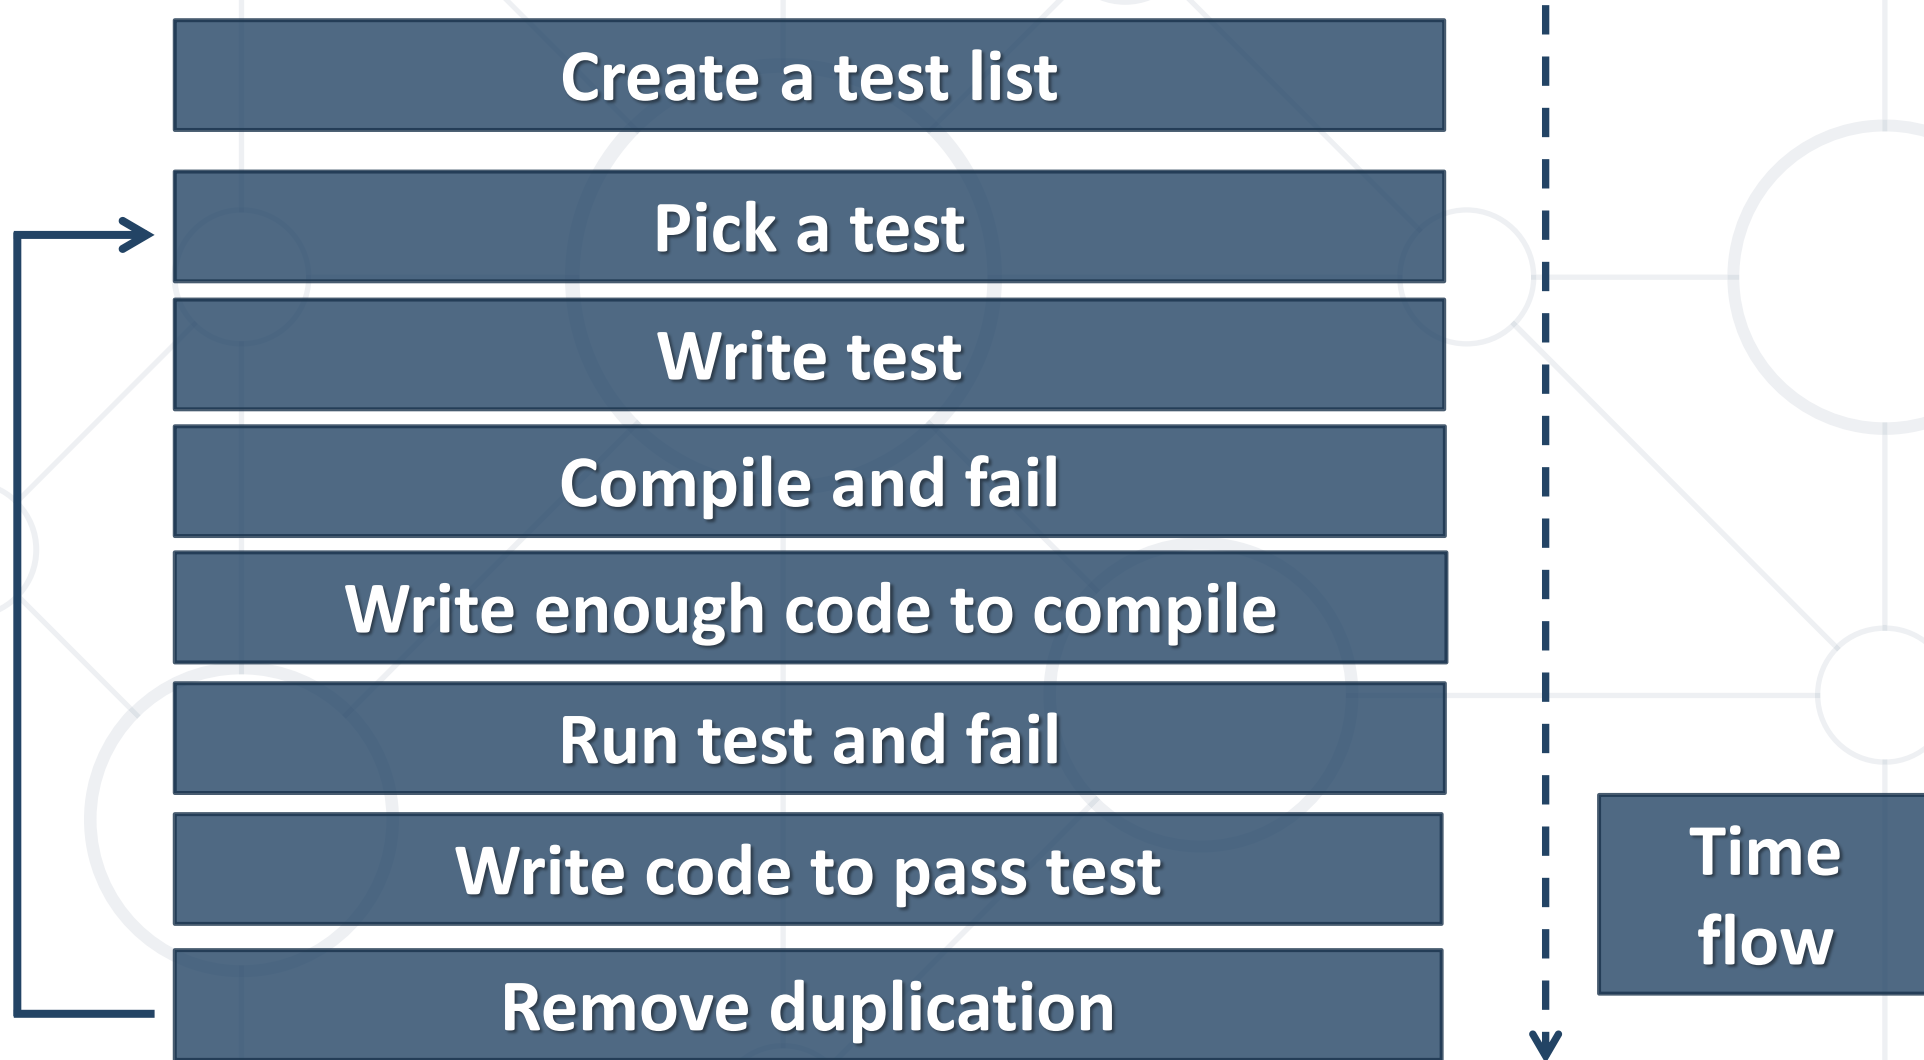 Create a test list
Pick a test
Write test
Compile and fail
Write enough code to compile
Run test and fail
Write code to pass test
Remove duplication
Time
flow